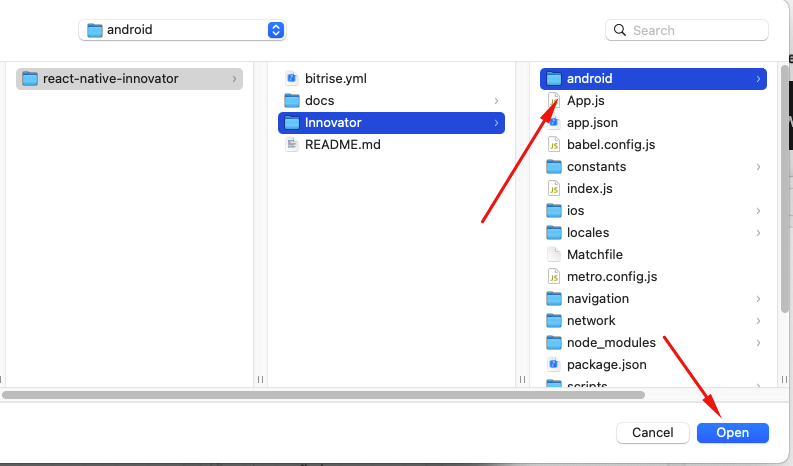 android
Search
react-native-innovator
bitrise.yml
docs
Innovator
README.md
android
App.js
app.json
babel.config.js
constants
index.js
ios
locales
Matchfile
metro.config.js
navigation
network
node_modules
package.json
scripts
Cancel
Open